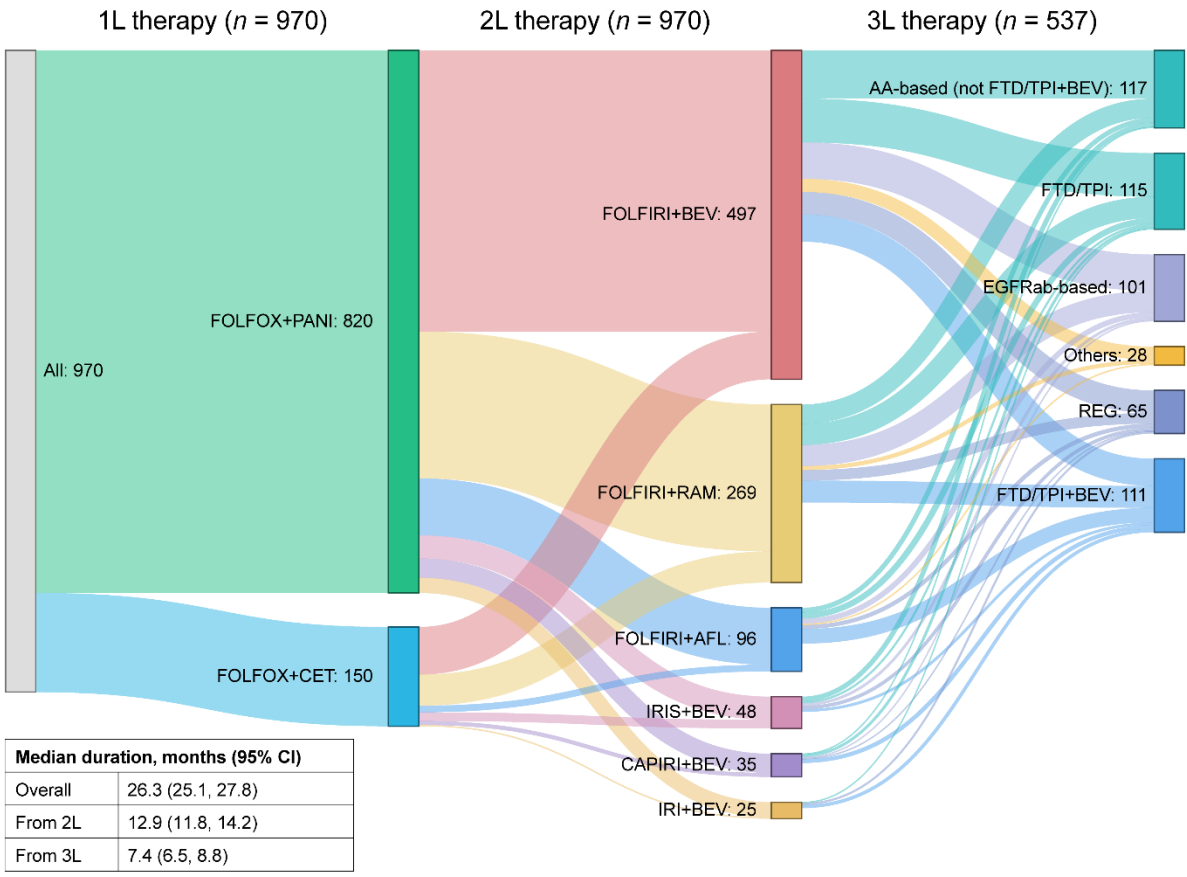 1L therapy (n = 970)
2L therapy (n = 970)
3L therapy (n = 537)
All: 970
FOLFOX+PANI: 820
FOLFOX+CET: 150
FOLFIRI+BEV: 497
FOLFIRI+RAM: 269
FOLFIRI+AFL: 96
IRIS+BEV: 48
CAPIRI+BEV: 35
IRI+BEV: 25
AA-based (not FTD/TPI+BEV): 117
FTD/TPI: 115
EGFRab-based: 101
Others: 28
REG: 65
FTD/TPI+BEV: 111
Median duration, months (95% CI)
Overall 26.3 (25.1, 27.8)
From 2L 12.9 (11.8, 14.2)
From 3L 7.4 (6.5, 8.8)